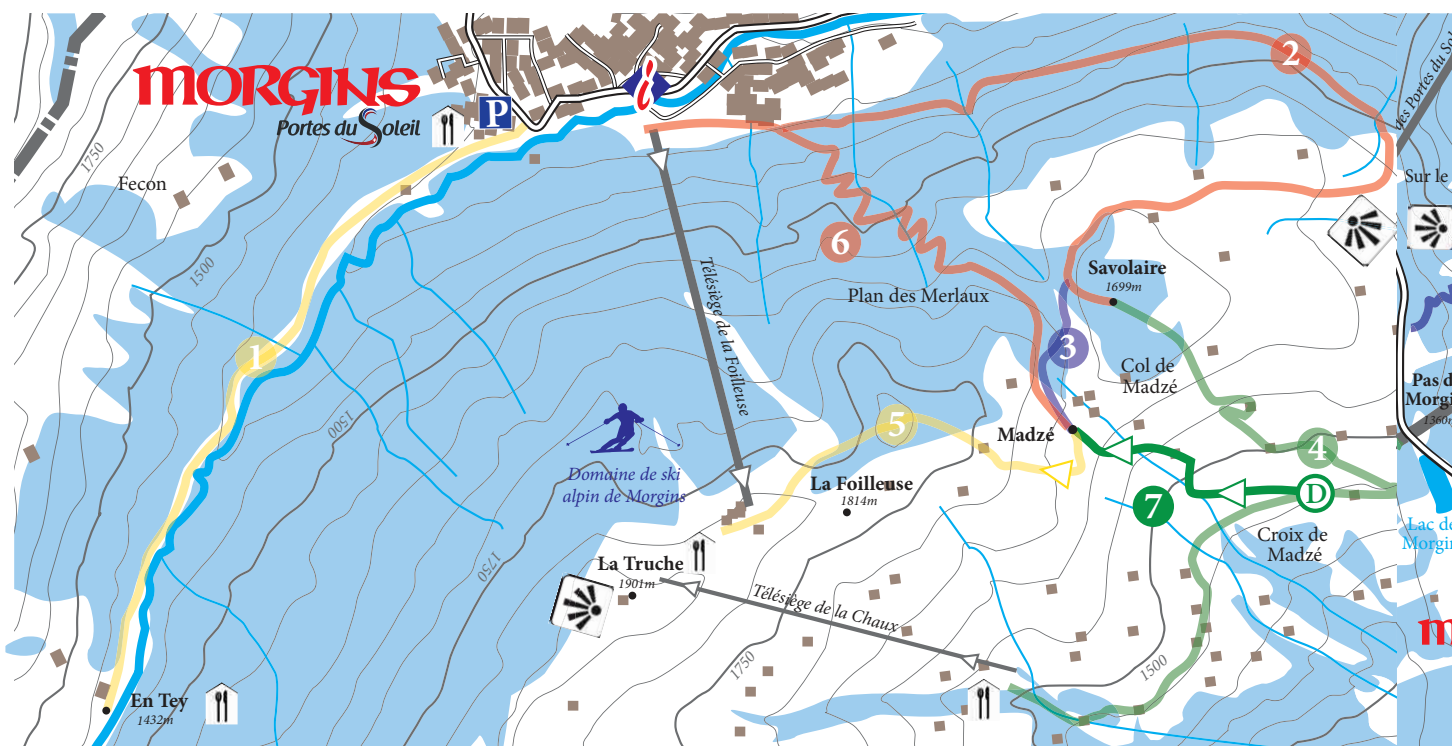 MORGINS
Portes du Soleil
P
i
2
des Portes du Sol
1750
Fecon
Sur le
1500
6
Savolaire
1699m
Plan des Merlaux
Télésiège de la Foilleuse
1
3
Col de
Madzé
Pas d
Morgi
1360m
1500
5
Madzé
4
Domaine de ski
alpin de Morgins
La Foilleuse
1814m
7
D
Croix de
Madzé
Lac de
Morgin
1750
La Truche
1901m
Télésiège de la Chaux
m
1750
1500
En Tey
1432m